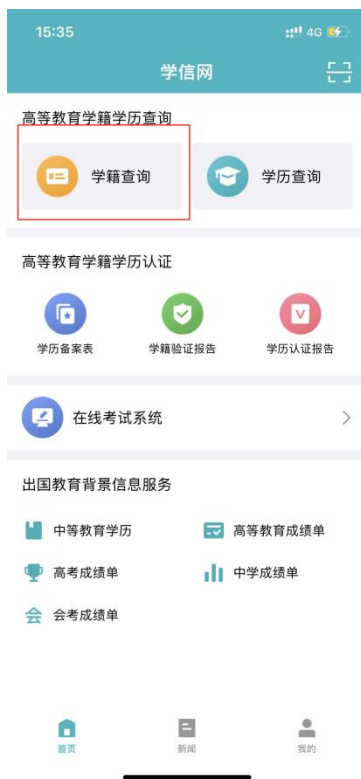 15:35
4G
学信网
高等教育学籍学历查询
学籍查询
学历查询
高等教育学籍学历认证
学历备案表
学籍验证报告
学历认证报告
在线考试系统
出国教育背景信息服务
中等教育学历
高等教育成绩单
高考成绩单
中学成绩单
会 会考成绩单
首页
新闻
我的